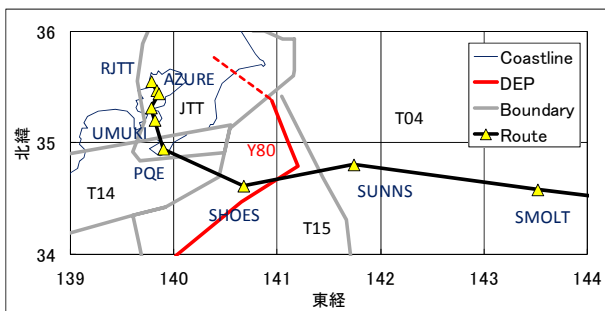 36
35
34
北緯
139
140
141
142
143
144
東経
RJTT
AZURE
JTT
UMUKI
PQE
T14
Y80
SHOES
T15
T04
SUNNS
SMOLT
Coastline
DEP
Boundary
Route